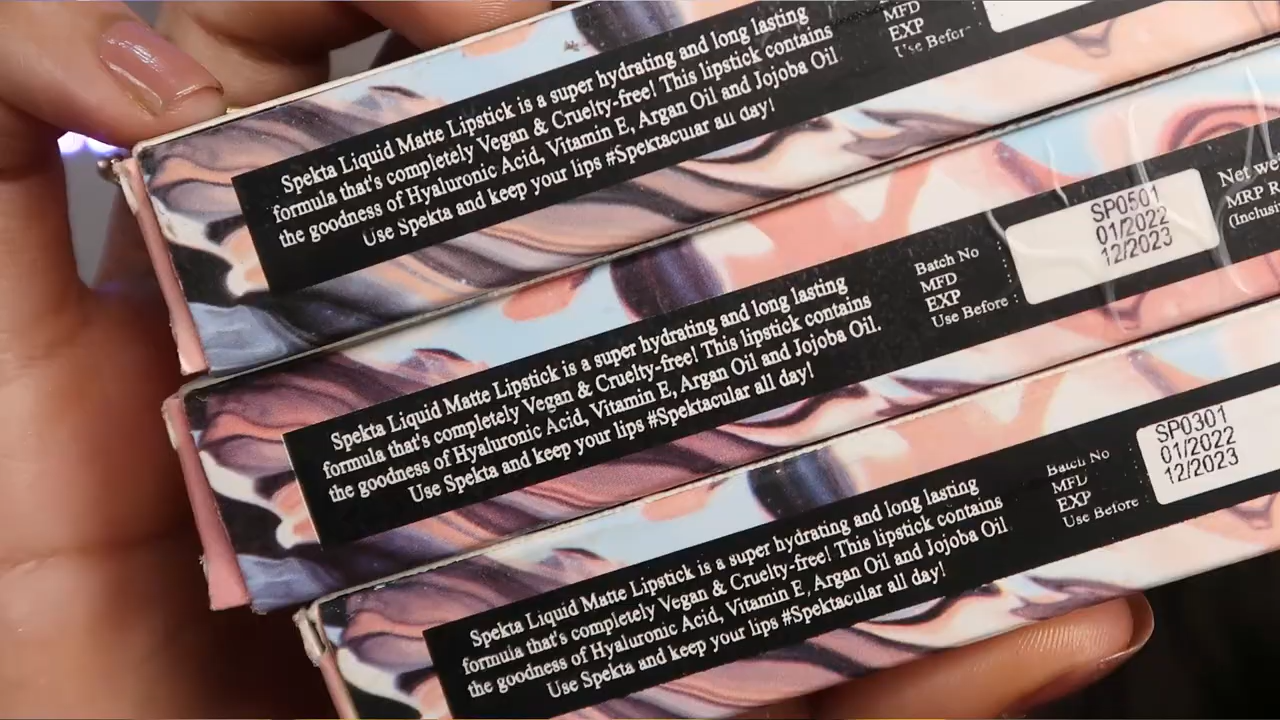 Spekta Liquid Matte Lipstick is a super hydrating and long lasting
formula that's completely Vegan & Cruelty-free! This lipstick contains
the goodness of Hyaluronic Acid, Vitamin E, Argan Oil and Jojoba Oil
Use Spekta and keep your lips #Spektacular all day!
MFD
EXP
Use Before
Spekta Liquid Matte Lipstick is a super hydrating and long lasting
formula that's completely Vegan & Cruelty-free! This lipstick contains
the goodness of Hyaluronic Acid, Vitamin E, Argan Oil and Jojoba Oil.
Use Spekta and keep your lips #Spektacular all day!
Batch No
MFD
EXP
Use Before :
SP0501
01/2022
12/2023
Net
MRP
Spekta Liquid Matte Lipstick is a super hydrating and long lasting
formula that's completely Vegan & Cruelty-free! This lipstick contains
the goodness of Hyaluronic Acid, Vitamin E, Argan Oil and Jojoba Oil
Use Spekta and keep your lips #Spektacular all day!
Batch No
MFD
EXP
Use Before
SP0301
01/2022
12/2023